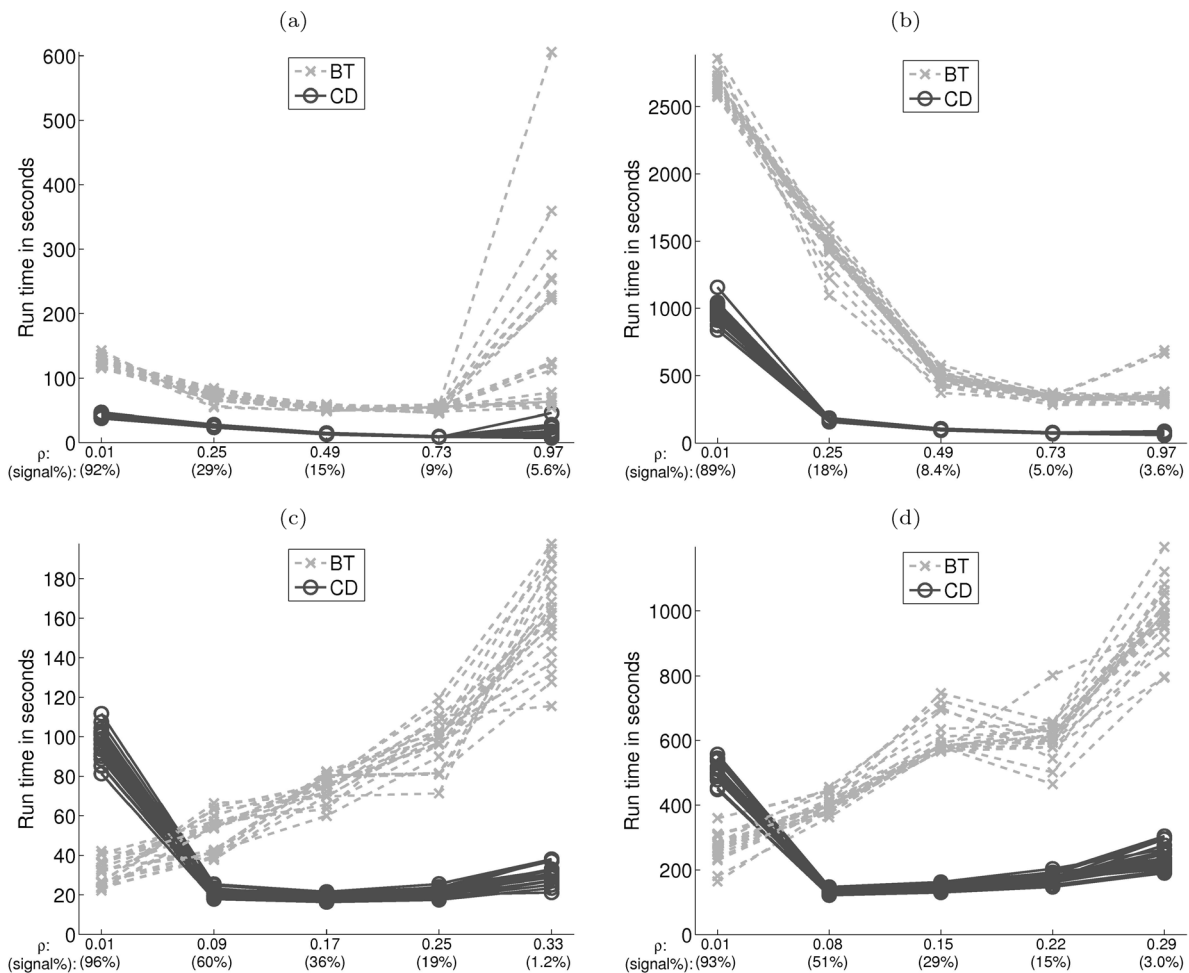 (a)
Run time in seconds
600
500
400
300
200
100
0
BT
CD
ρ: 0.01 0.25 0.49 0.73 0.97
(signal%): (92%) (29%) (15%) (9%) (5.6%)
(b)
Run time in seconds
2500
2000
1500
1000
500
0
BT
CD
ρ: 0.01 0.25 0.49 0.73 0.97
(signal%): (89%) (18%) (8.4%) (5.0%) (3.6%)
(c)
Run time in seconds
180
160
140
120
100
80
60
40
20
0
BT
CD
ρ: 0.01 0.09 0.17 0.25 0.33
(signal%): (96%) (60%) (36%) (19%) (1.2%)
(d)
Run time in seconds
1000
800
600
400
200
0
BT
CD
ρ: 0.01 0.08 0.15 0.22 0.29
(signal%): (93%) (51%) (29%) (15%) (3.0%)